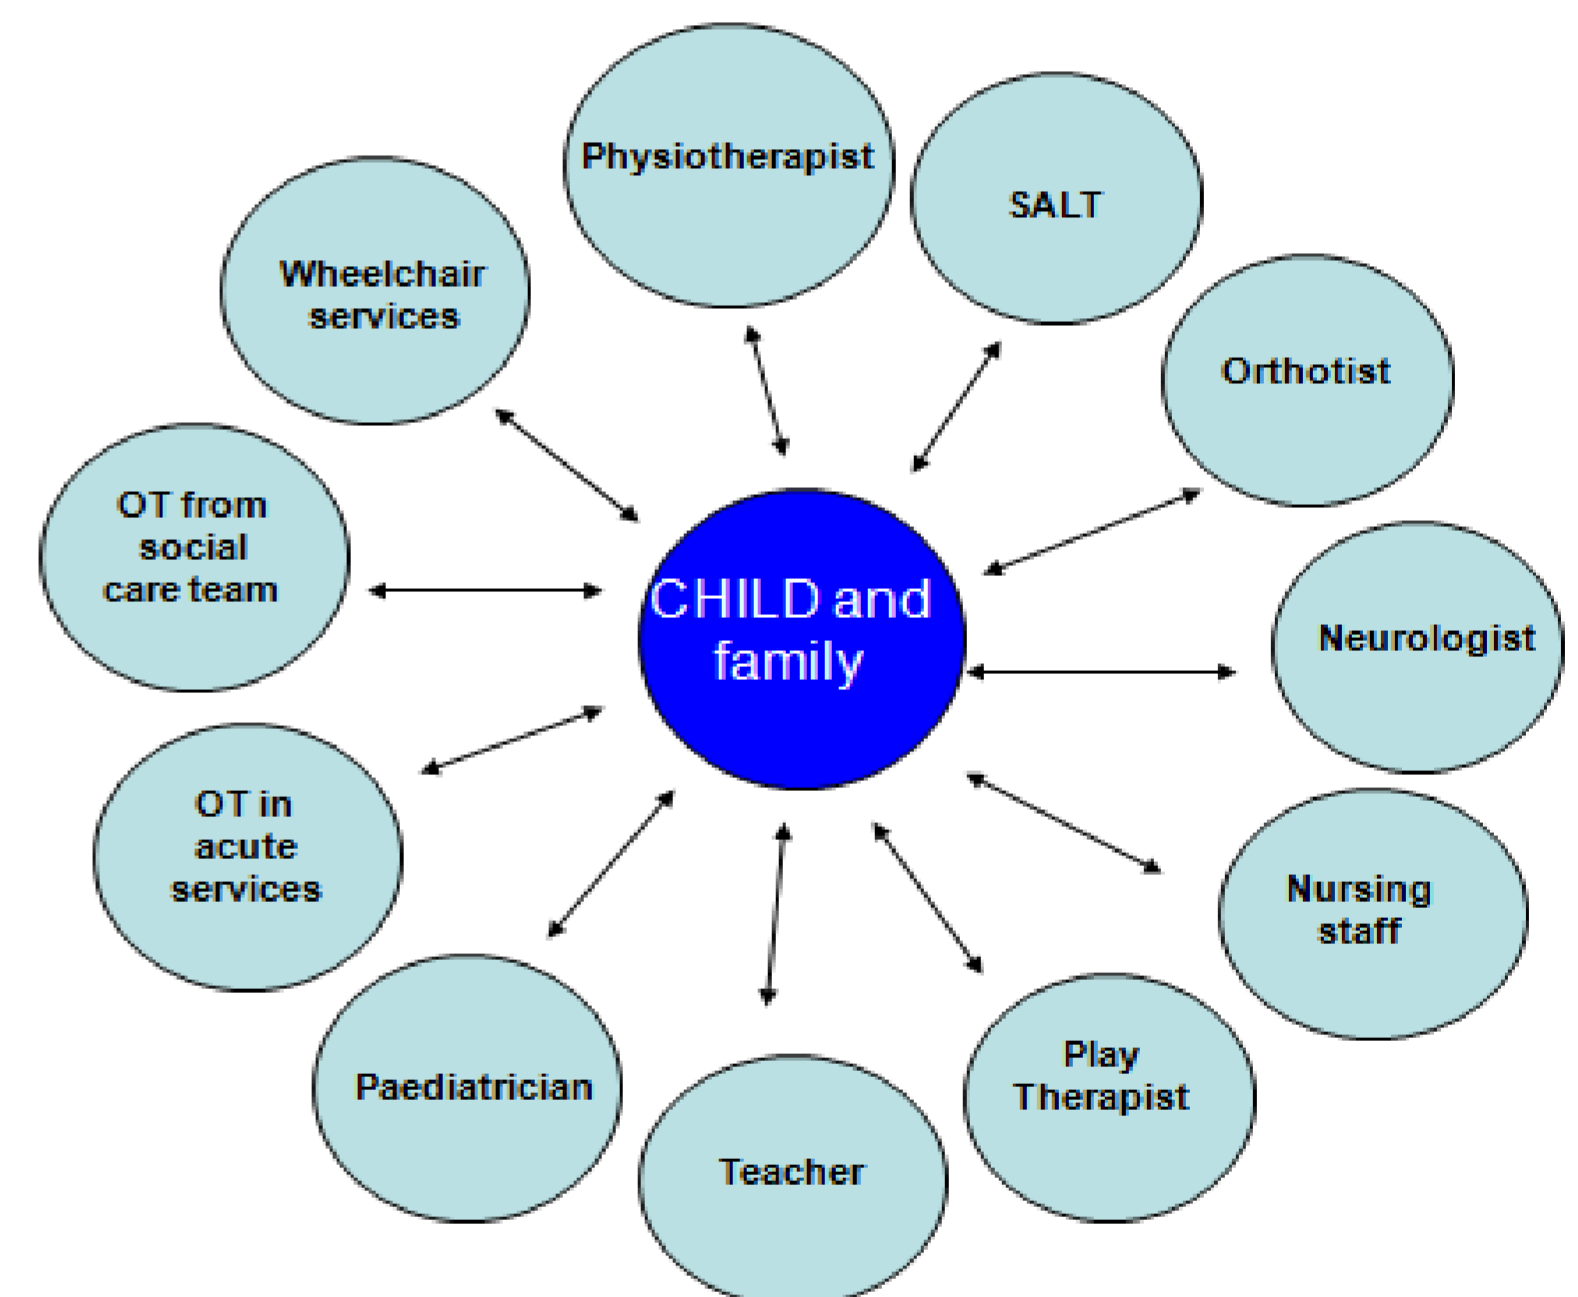 Physiotherapist
SALT
Wheelchair
services
Orthotist
OT from
social
care team
CHILD and
family
Neurologist
OT in
acute
services
Nursing
staff
Play
Therapist
Paediatrician
Teacher